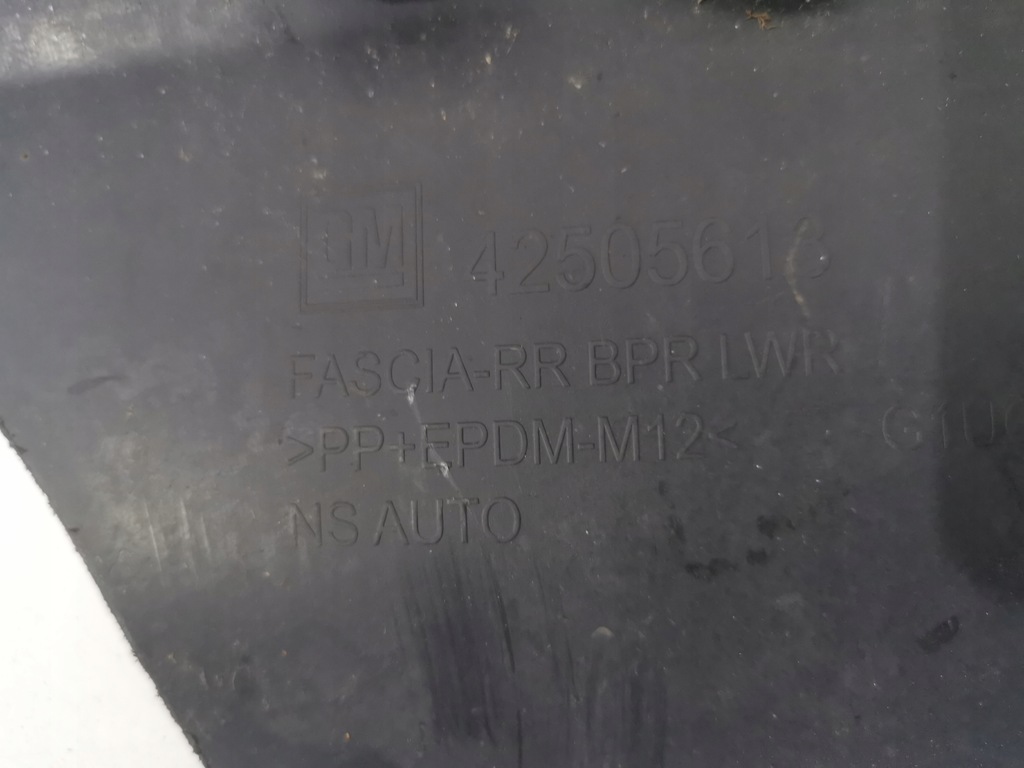 GM 42505616
FASCIA-RR BPR LWR
>PP+EPDM-M12<
NS AUTO